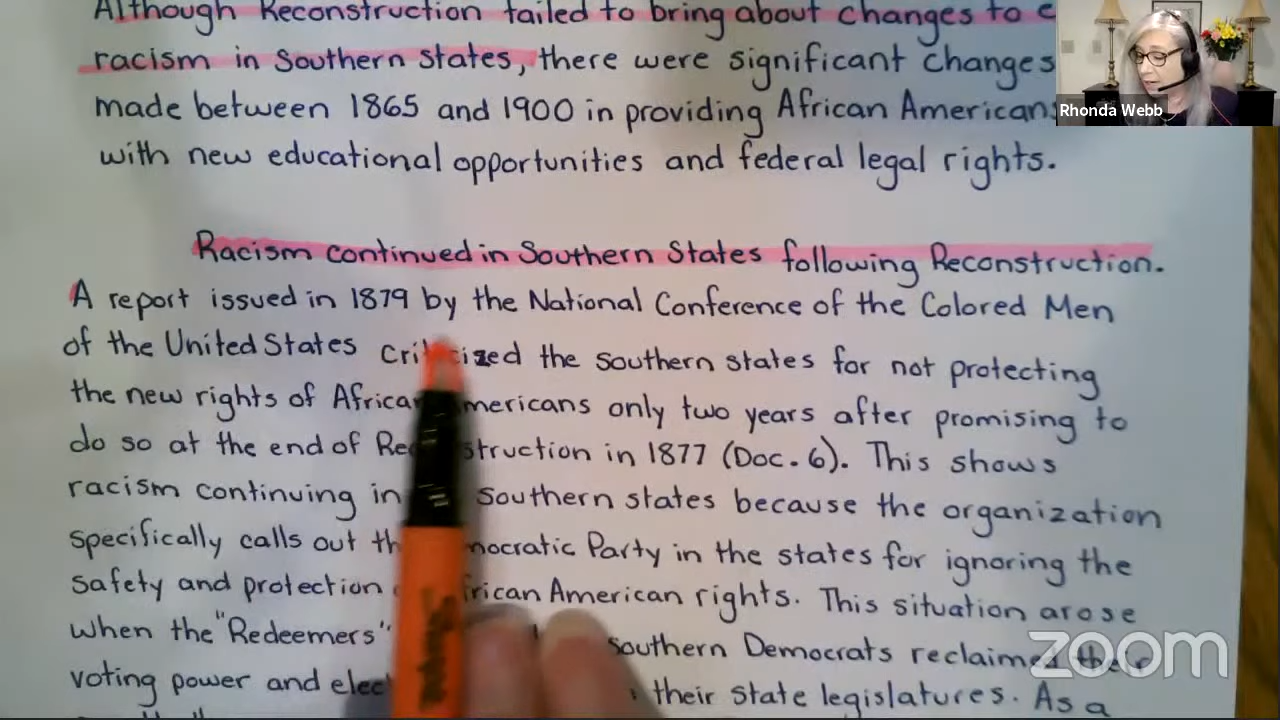 Although Reconstruction failed to bring about changes to e
racism in Southern States, there were significant changes
made between 1865 and 1900 in providing African Americans
with new educational opportunities and federal legal rights.
Rhonda Webb
Racism continued in Southern States following Reconstruction.
A report issued in 1879 by the National Conference of the Colored Men
of the United States criticized the southern states for not protecting
the new rights of African Americans only two years after promising to
do so at the end of Reconstruction in 1877 (Doc. 6). This shows
racism continuing in southern states because the organization
specifically calls out the Democratic Party in the states for ignoring the
safety and protection African American rights. This situation arose
when the "Redeemers" southern Democrats reclaimed their
voting power and elec their state legislatures. As a
zoom
Sharpie